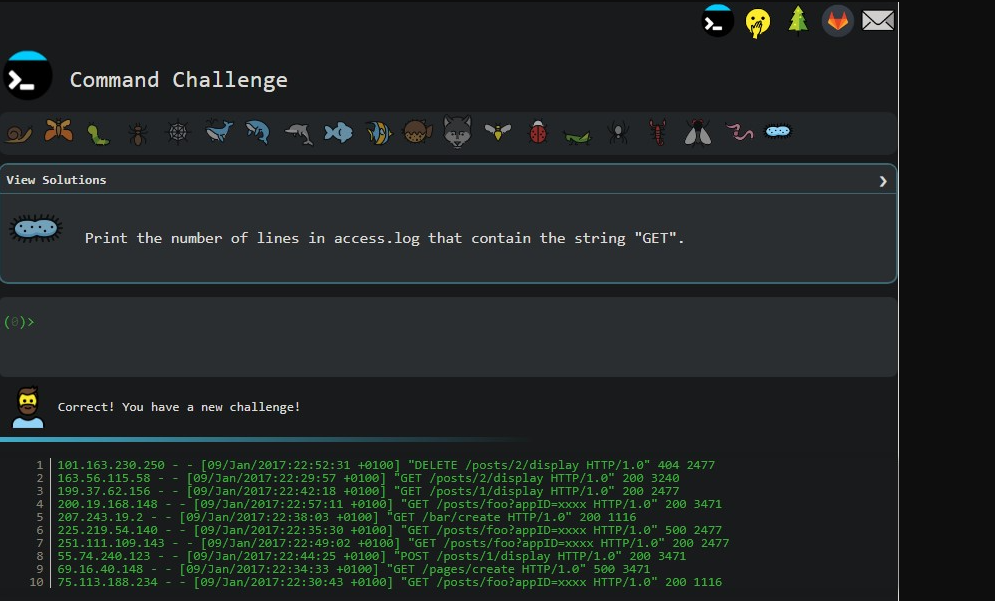 Command Challenge
View Solutions
Print the number of lines in access.log that contain the string "GET".
(0)>
Correct! You have a new challenge!
1 101.163.230.250 - - [09/Jan/2017:22:52:31 +0100] "DELETE /posts/2/display HTTP/1.0" 404 2477
2 163.56.115.58 - - [09/Jan/2017:22:29:57 +0100] "GET /posts/2/display HTTP/1.0" 200 3240
3 199.37.62.156 - - [09/Jan/2017:22:42:18 +0100] "GET /posts/1/display HTTP/1.0" 200 2477
4 200.19.168.148 - - [09/Jan/2017:22:57:11 +0100] "GET /posts/foo?appID=xxxx HTTP/1.0" 200 3471
5 207.243.19.2 - - [09/Jan/2017:22:38:03 +0100] "GET /bar/create HTTP/1.0" 200 1116
6 225.219.54.140 - - [09/Jan/2017:22:35:30 +0100] "GET /posts/foo?appID=xxxx HTTP/1.0" 500 2477
7 251.111.109.143 - - [09/Jan/2017:22:49:02 +0100] "GET /posts/foo?appID=xxxx HTTP/1.0" 200 2477
8 55.74.240.123 - - [09/Jan/2017:22:44:25 +0100] "POST /posts/1/display HTTP/1.0" 200 3471
9 69.16.40.148 - - [09/Jan/2017:22:34:33 +0100] "GET /pages/create HTTP/1.0" 500 3471
10 75.113.188.234 - - [09/Jan/2017:22:30:43 +0100] "GET /posts/foo?appID=xxxx HTTP/1.0" 200 1116